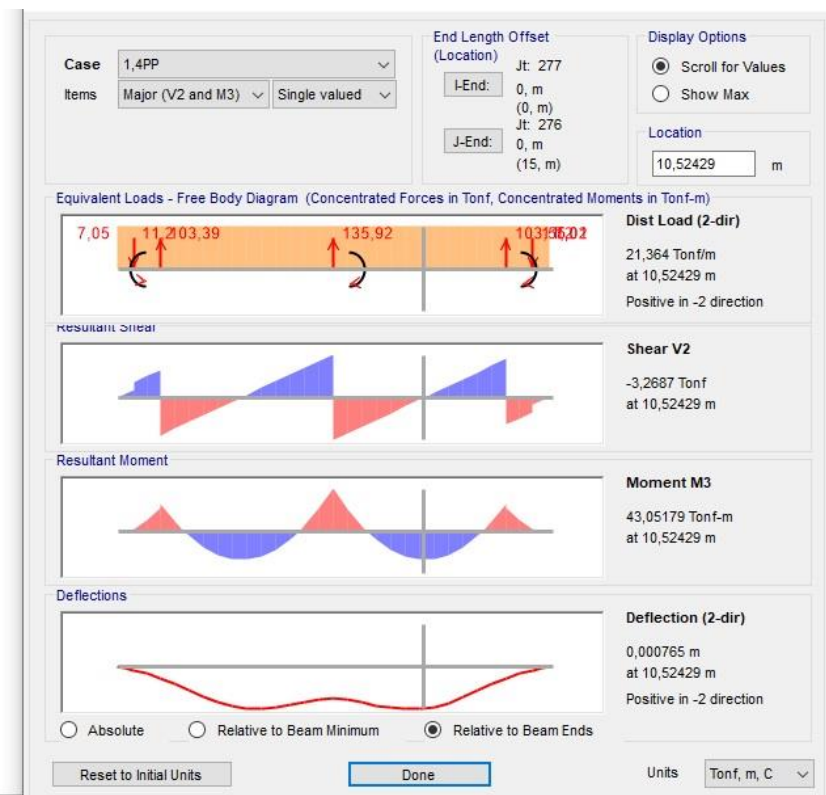 Case 1,4PP
Items Major (V2 and M3) Single valued
End Length Offset
(Location)
Jt: 277
I-End: 0, m
(0, m)
Jt: 276
J-End: 0, m
(15, m)
Display Options
Scroll for Values
Show Max
Location
10,52429 m
Equivalent Loads - Free Body Diagram (Concentrated Forces in Tonf, Concentrated Moments in Tonf-m)
7,05 103,39 135,92
Dist Load (2-dir)
21,364 Tonf/m
at 10,52429 m
Positive in -2 direction
Resultant Shear
Shear V2
-3,2687 Tonf
at 10,52429 m
Resultant Moment
Moment M3
43,05179 Tonf-m
at 10,52429 m
Deflections
Deflection (2-dir)
0,000765 m
at 10,52429 m
Positive in -2 direction
Absolute Relative to Beam Minimum Relative to Beam Ends
Reset to Initial Units Done Units Tonf, m, C